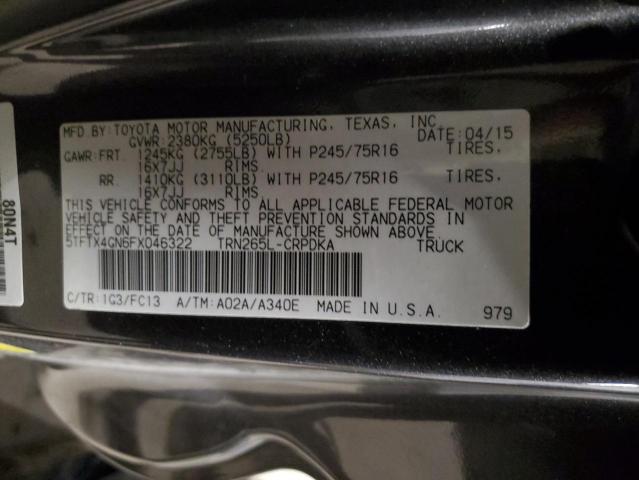 MFD.BY:TOYOTA MOTOR MANUFACTURING, TEXAS, INC.
GVWR:2380KG (5250LB) DATE:04/15
GAWR:FRT. 1245KG (2755LB) WITH P245/75R16 TIRES,
16X7JJ RIMS
RR. 1410KG (3110LB) WITH P245/75R16 TIRES,
16X7JJ RIMS
THIS VEHICLE CONFORMS TO ALL APPLICABLE FEDERAL MOTOR
VEHICLE SAFETY AND THEFT PREVENTION STANDARDS IN
EFFECT ON THE DATE OF MANUFACTURE SHOWN ABOVE.
5TFTX4GN6FX046322 TRN265L-CRPDKA TRUCK
C/TR:1G3/FC13 A/TM:A02A/A340E MADE IN U.S.A. 979
80N4T